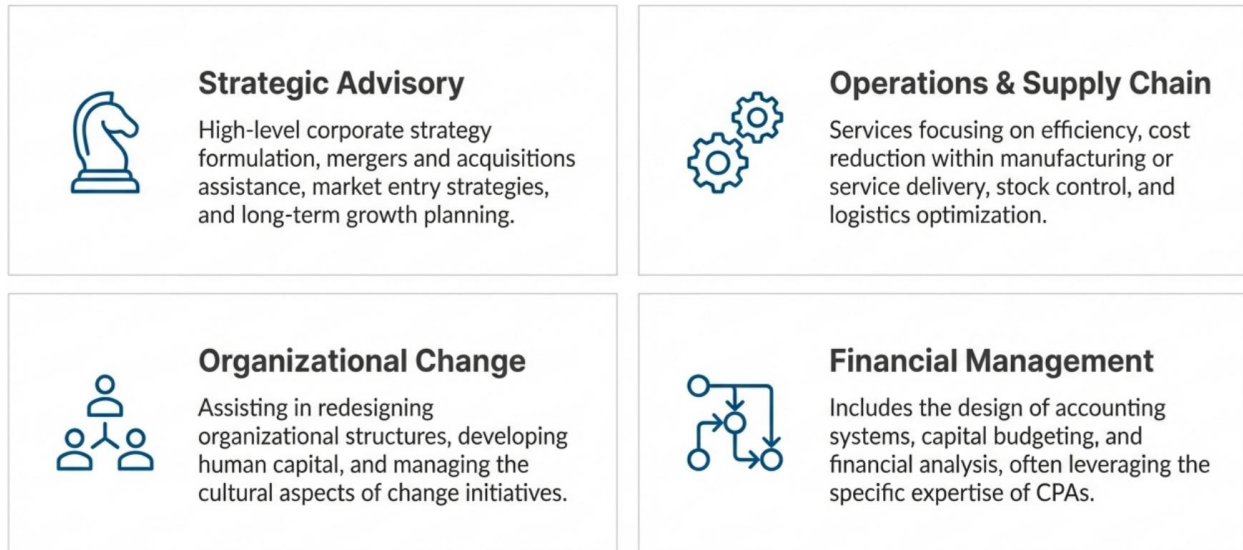 Strategic Advisory
High-level corporate strategy
formulation, mergers and acquisitions
assistance, market entry strategies,
and long-term growth planning.
Operations & Supply Chain
Services focusing on efficiency, cost
reduction within manufacturing or
service delivery, stock control, and
logistics optimization.
Organizational Change
Assisting in redesigning
organizational structures, developing
human capital, and managing the
cultural aspects of change initiatives.
Financial Management
Includes the design of accounting
systems, capital budgeting, and
financial analysis, often leveraging the
specific expertise of CPAs.